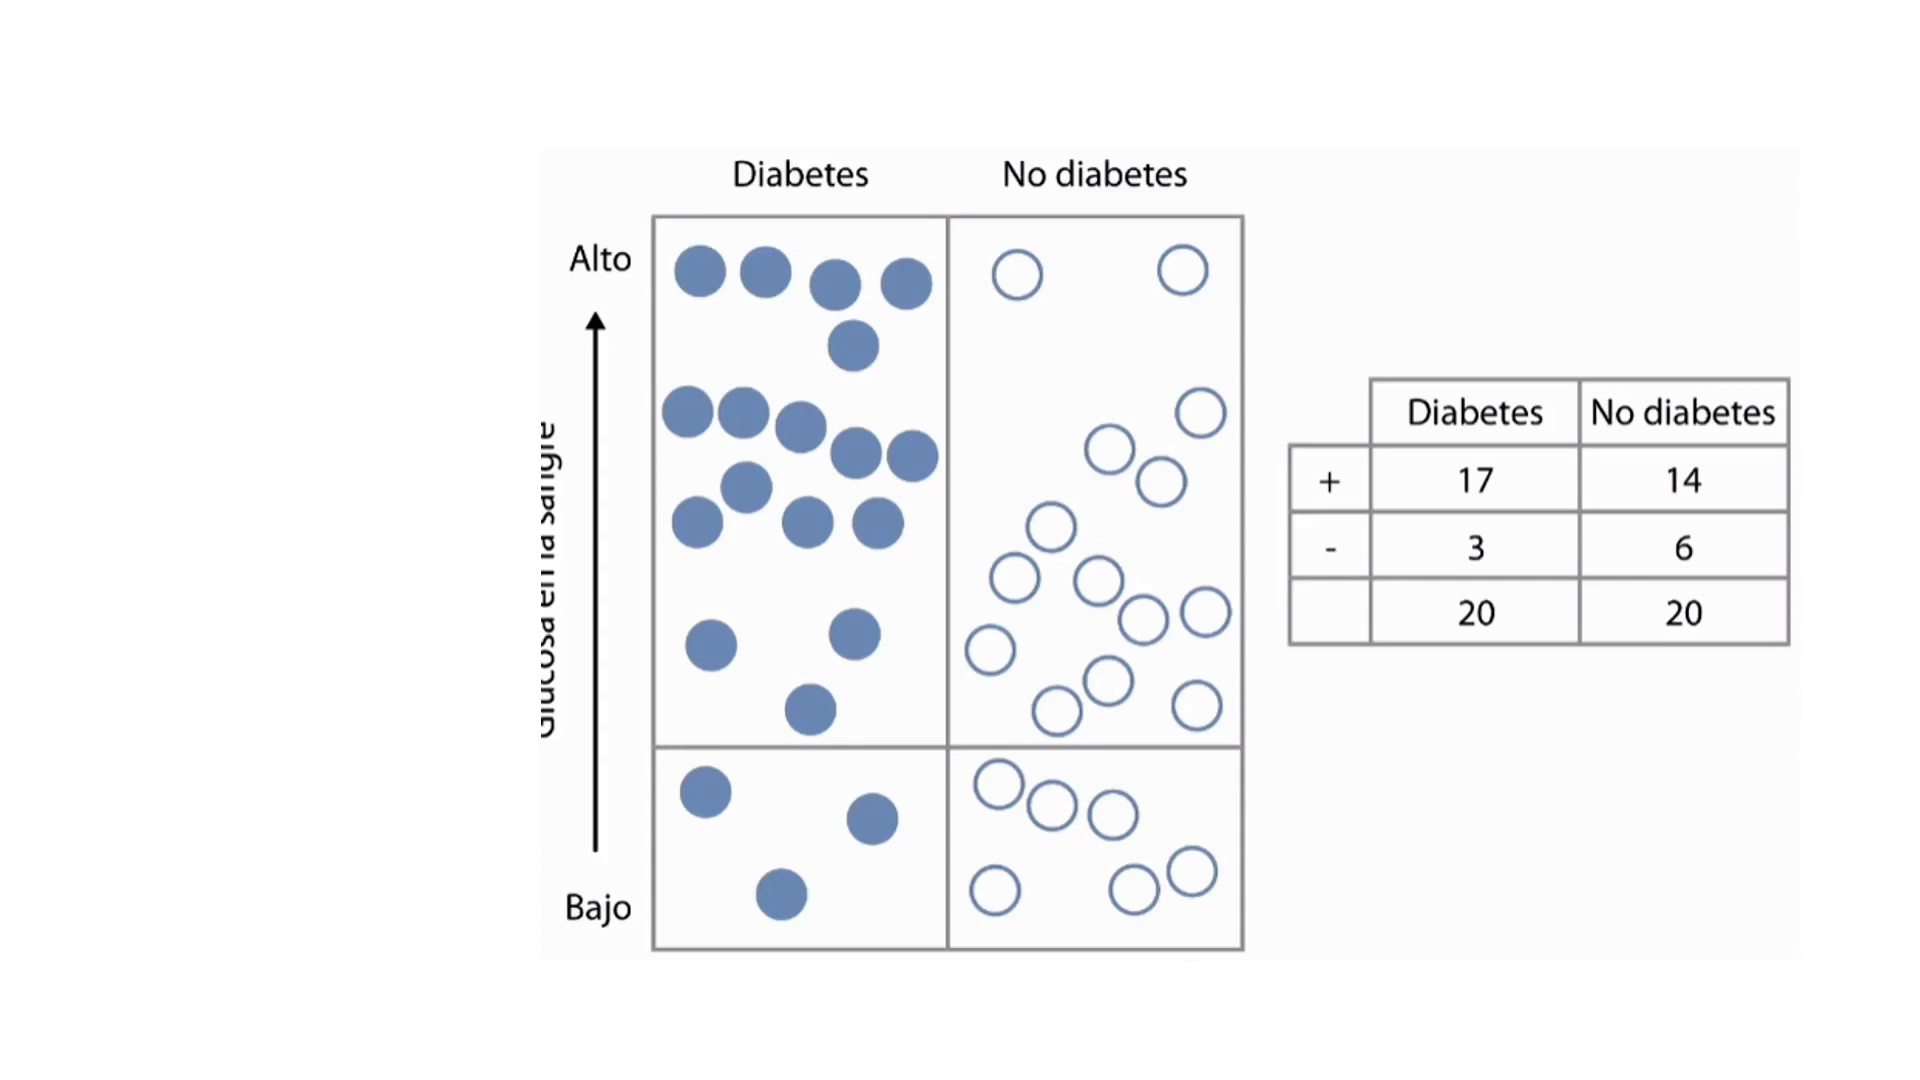 Diabetes No diabetes
Alto
Glucosa en la sangre
Bajo
Diabetes No diabetes
+ 17 14
- 3 6
20 20